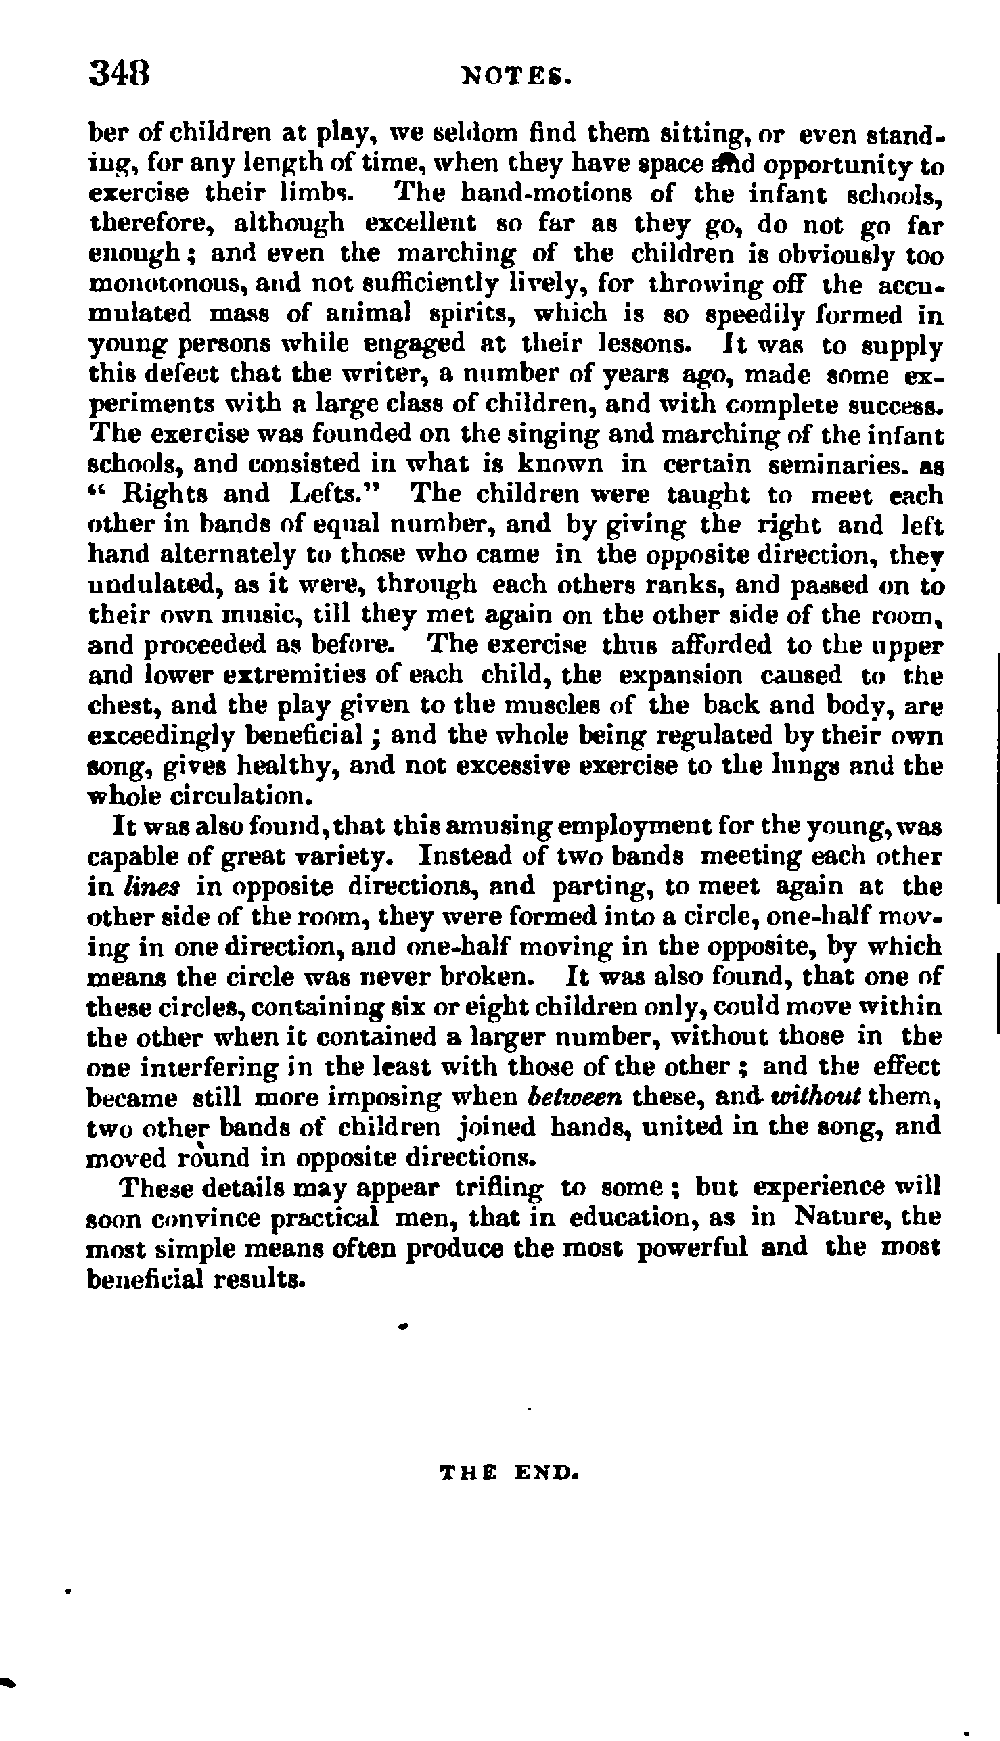 348 NOTES.
ber of children at play, we seldom find them sitting, or even stand-
ing, for any length of time, when they have space and opportunity to
exercise their limbs. The hand-motions of the infant schools,
therefore, although excellent so far as they go, do not go far
enough; and even the marching of the children is obviously too
monotonous, and not sufficiently lively, for throwing off the accu-
mulated mass of animal spirits, which is so speedily formed in
young persons while engaged at their lessons. It was to supply
this defect that the writer, a number of years ago, made some ex-
periments with a large class of children, and with complete success.
The exercise was founded on the singing and marching of the infant
schools, and consisted in what is known in certain seminaries. as
“ Rights and Lefts.” The children were taught to meet each
other in bands of equal number, and by giving the right and left
hand alternately to those who came in the opposite direction, they
undulated, as it were, through each others ranks, and passed on to
their own music, till they met again on the other side of the room,
and proceeded as before. The exercise thus afforded to the upper
and lower extremities of each child, the expansion caused to the
chest, and the play given to the muscles of the back and body, are
exceedingly beneficial; and the whole being regulated by their own
song, gives healthy, and not excessive exercise to the lungs and the
whole circulation.
It was also found, that this amusing employment for the young, was
capable of great variety. Instead of two bands meeting each other
in lines in opposite directions, and parting, to meet again at the
other side of the room, they were formed into a circle, one-half mov-
ing in one direction, and one-half moving in the opposite, by which
means the circle was never broken. It was also found, that one of
these circles, containing six or eight children only, could move within
the other when it contained a larger number, without those in the
one interfering in the least with those of the other; and the effect
became still more imposing when between these, and without them,
two other bands of children joined hands, united in the song, and
moved round in opposite directions.
These details may appear trifling to some; but experience will
soon convince practical men, that in education, as in Nature, the
most simple means often produce the most powerful and the most
beneficial results.
THE END.